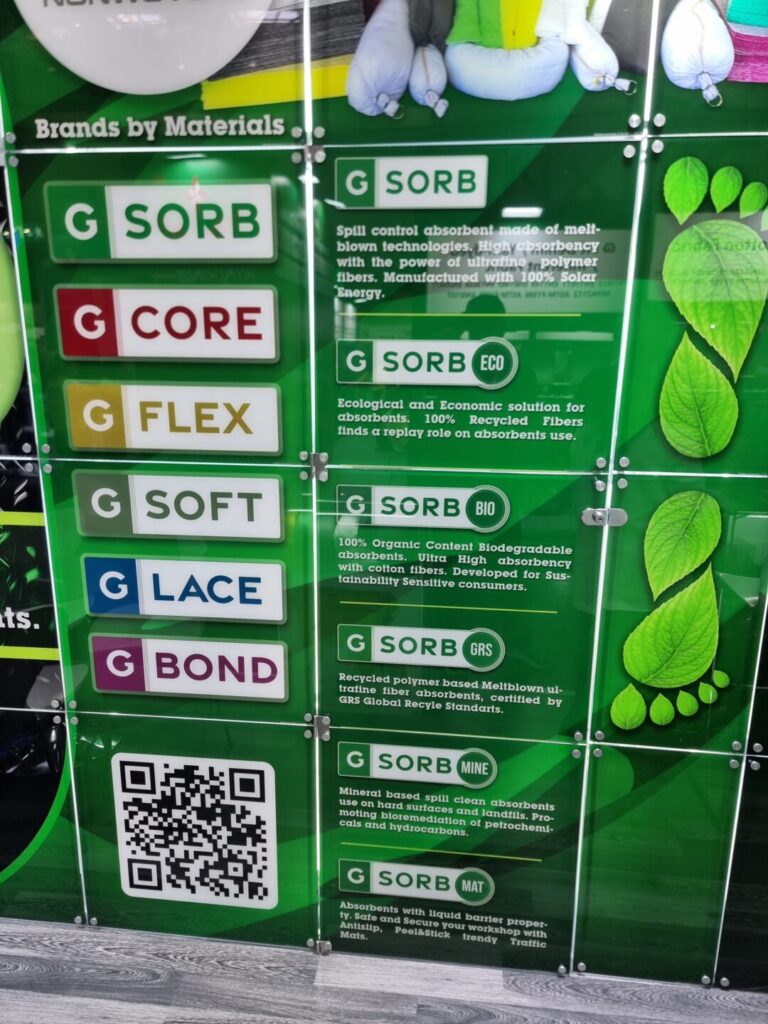 Brands by Materials
G SORB
G CORE
G FLEX
G SOFT
G LACE
G BOND
G SORB
Spill control absorbent made of melt-
blown technologies. High absorbency
with the power of ultrafine polymer
fibers. Manufactured with 100% Solar
Energy.
G SORB ECO
Ecological and Economic solution for
absorbents. 100% Recycled Fibers
finds a replay role on absorbents use.
G SORB BIO
100% Organic Content Biodegradable
absorbents. Ultra High absorbency
with cotton fibers. Developed for Sus-
tainability Sensitive consumers.
G SORB GRS
Recycled polymer based Meltblown ul-
trafine fiber absorbents, certified by
GRS Global Recyle Standarts.
G SORB MINE
Mineral based spill clean absorbents
use on hard surfaces and landfils. Pro-
moting bioremediation of petrochemi-
cals and hydrocarbons.
G SORB MAT
Absorbents with liquid barrier proper-
ty. Safe and Secure your workshop with
Antislip, Peel&Stick trendy Traffic
Mats.